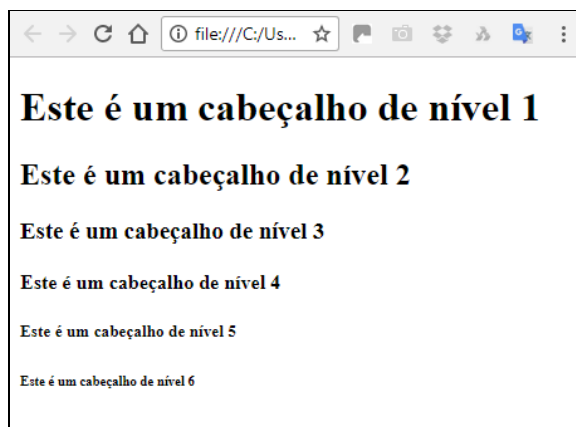 file:///C:/Us...
Este é um cabeçalho de nível 1
Este é um cabeçalho de nível 2
Este é um cabeçalho de nível 3
Este é um cabeçalho de nível 4
Este é um cabeçalho de nível 5
Este é um cabeçalho de nível 6